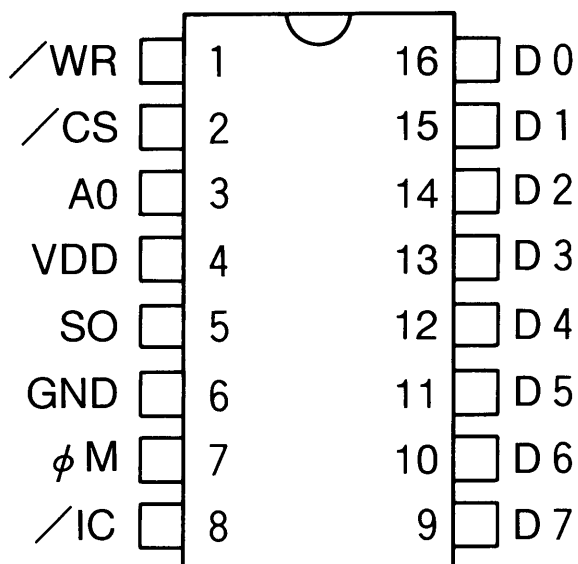 /WR 1 16 D0
/CS 2 15 D1
A0 3 14 D2
VDD 4 13 D3
SO 5 12 D4
GND 6 11 D5
ϕM 7 10 D6
/IC 8 9 D7